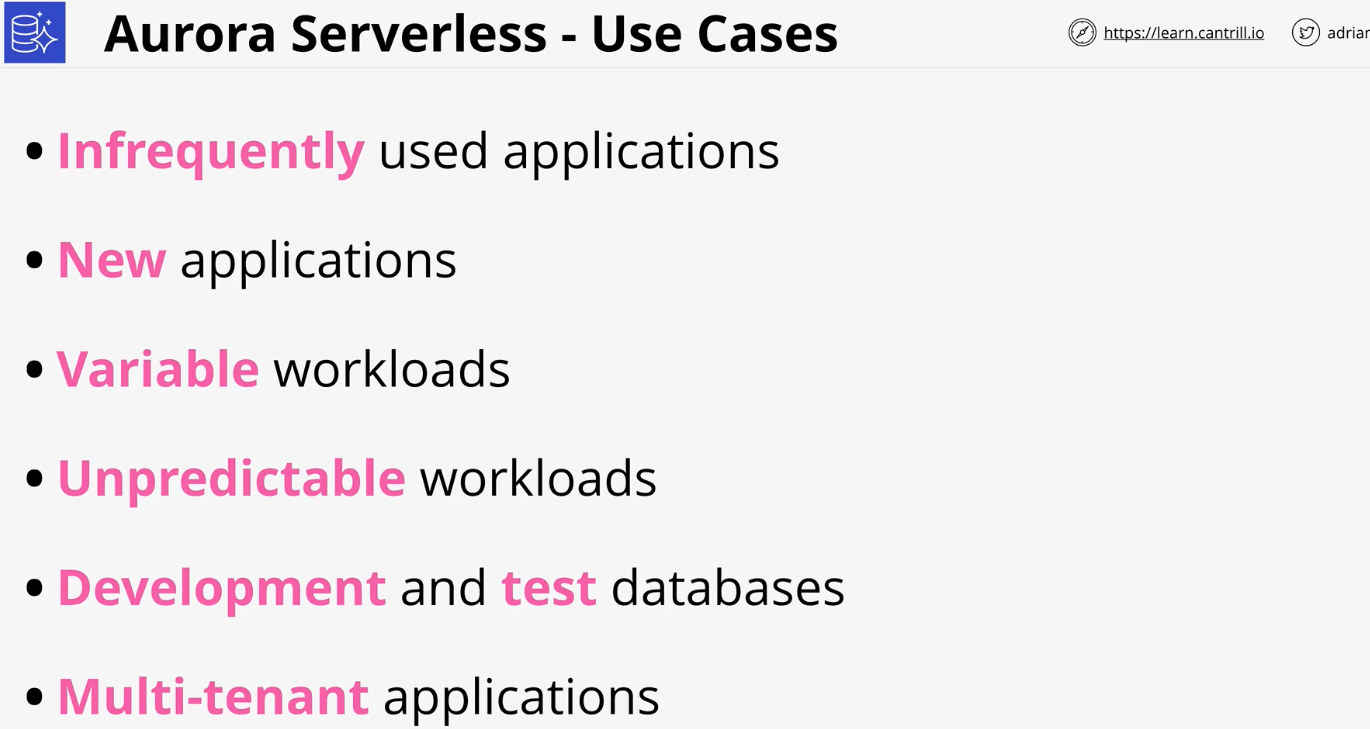 Aurora Serverless - Use Cases
https://learn.cantrill.io
• Infrequently used applications
• New applications
• Variable workloads
• Unpredictable workloads
• Development and test databases
• Multi-tenant applications